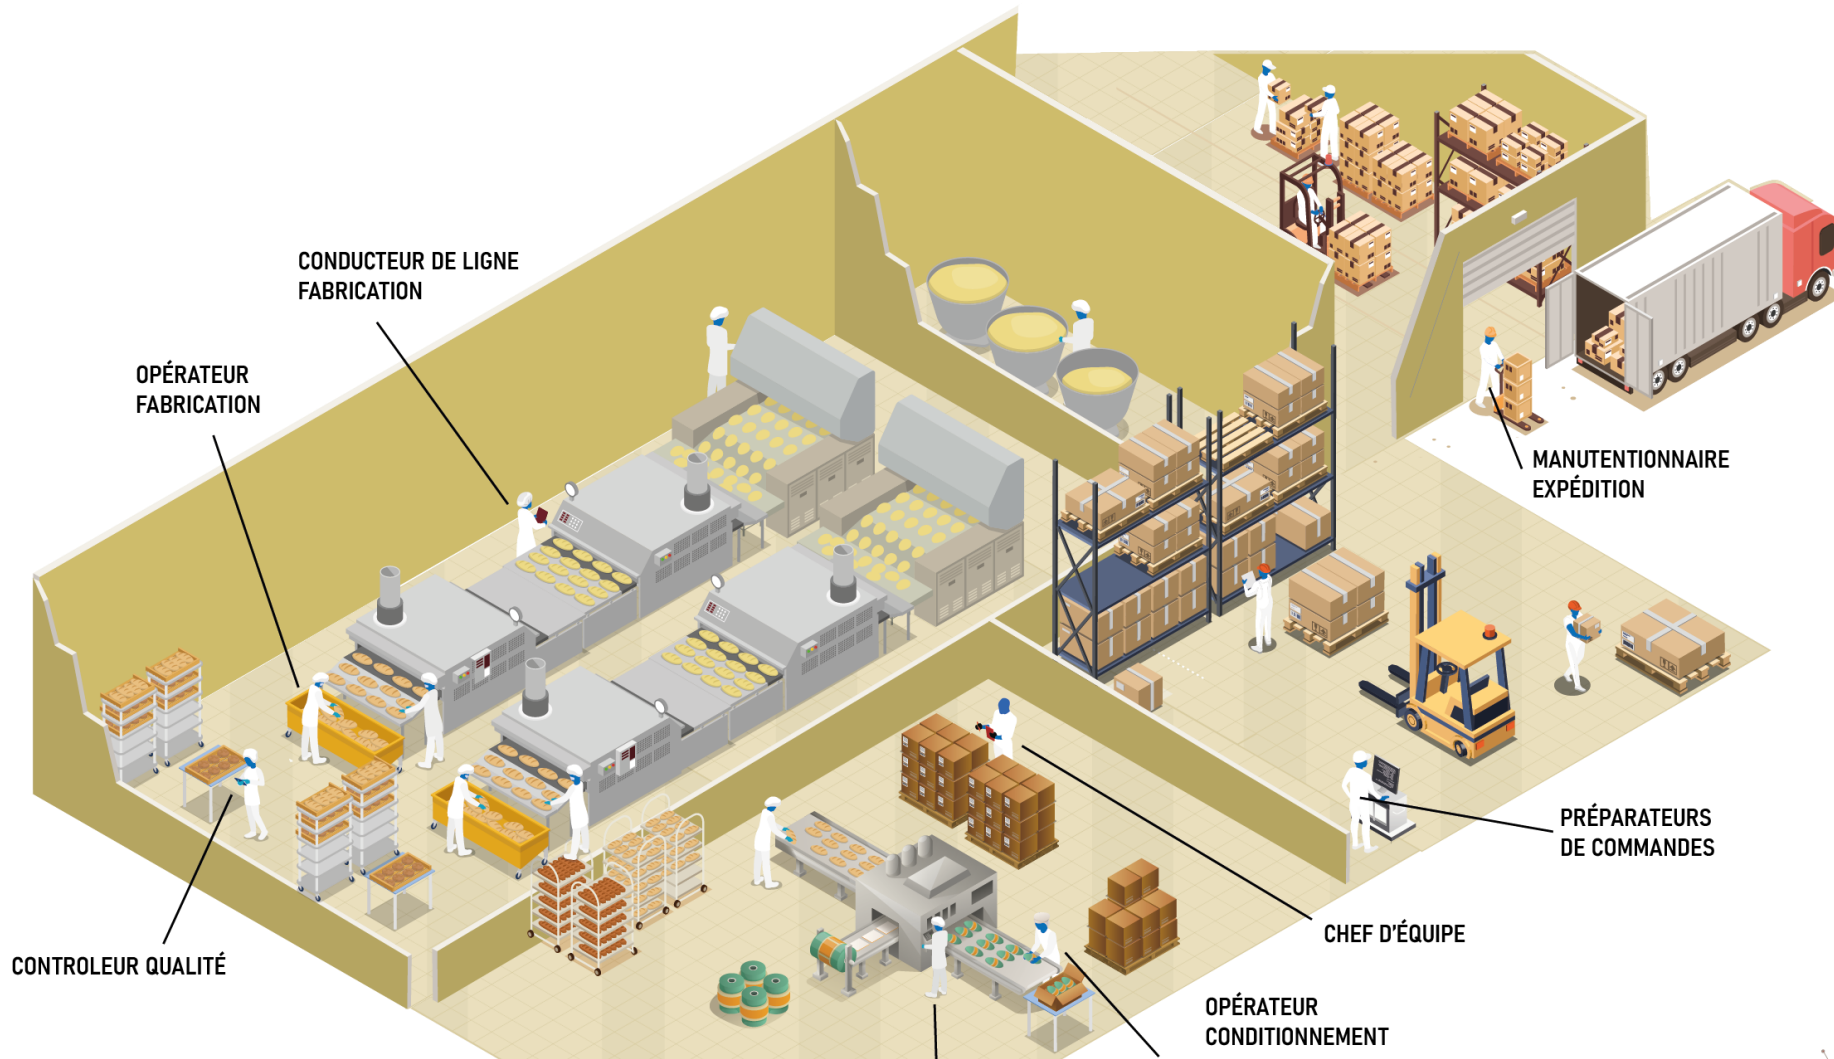 CONDUCTEUR DE LIGNE
FABRICATION
OPÉRATEUR
FABRICATION
MANUTENTIONNAIRE
EXPÉDITION
PRÉPARATEURS
DE COMMANDES
CHEF D'ÉQUIPE
CONTROLEUR QUALITÉ
OPÉRATEUR
CONDITIONNEMENT